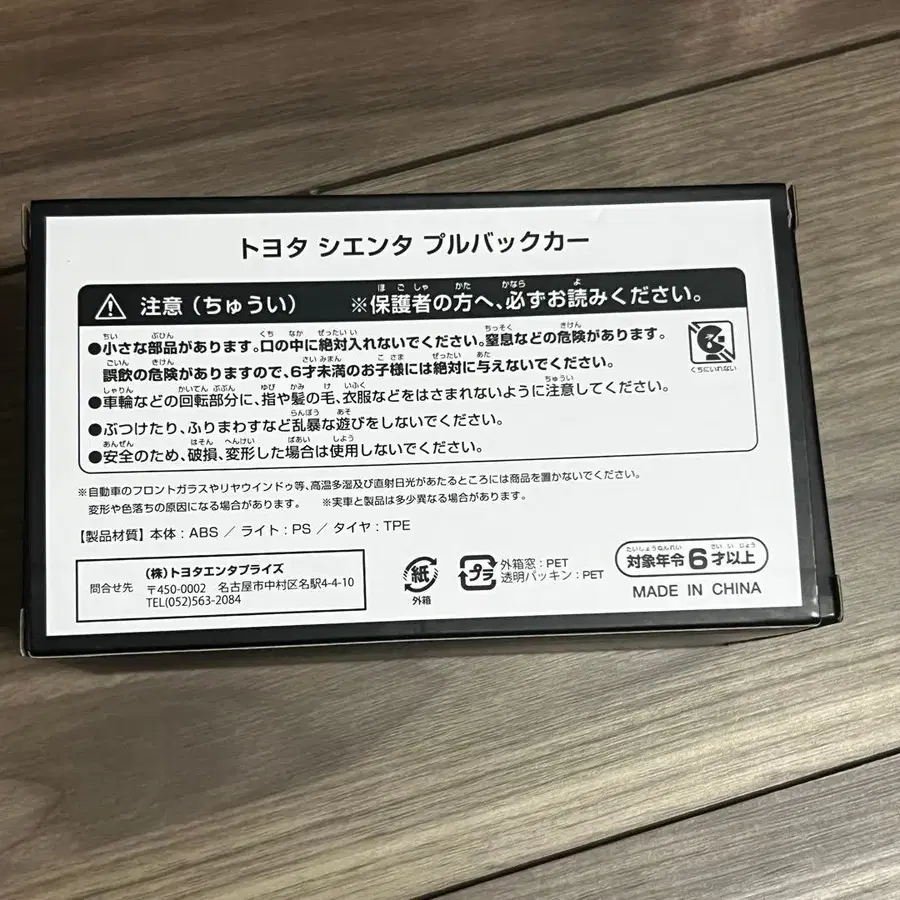 トヨタ シエンタ プルバックカー
注意（ちゅうい） ※保護者の方へ、必ずお読みください。
●小さな部品があります。口の中に絶対入れないでください。窒息などの危険があります。
誤飲の危険がありますので、6才未満のお子様には絶対に与えないでください。
●車輪などの回転部分に、指や髪の毛、衣服などをはさまれないように注意してください。
●ぶつけたり、ふりまわすなど乱暴な遊びをしないでください。
●安全のため、破損、変形した場合は使用しないでください。
くちにいれない
※自動車のフロントガラスやリヤウインドゥ等、高温多湿及び直射日光があたるところには商品を置かないでください。
変形や色落ちの原因になる場合があります。 ※実車と製品は多少異なる場合があります。
【製品材質】本体：ABS ／ ライト：PS ／ タイヤ：TPE
問合せ先
（株）トヨタエンタプライズ
〒450-0002 名古屋市中村区名駅4-4-10
TEL(052)563-2084
紙
外箱
プラ
外箱窓：PET
透明パッキン：PET
対象年令6才以上
MADE IN CHINA